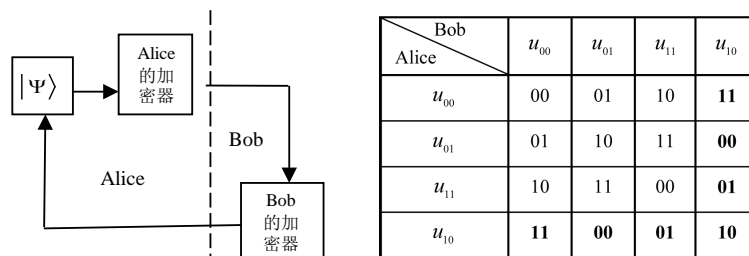 |Ψ⟩
Alice
的加
密器
Bob
Alice
Bob
的加
密器
Bob
Alice
u₀₀ u₀₁ u₁₁ u₁₀
u₀₀ 00 01 10 11
u₀₁ 01 10 11 00
u₁₁ 10 11 00 01
u₁₀ 11 00 01 10